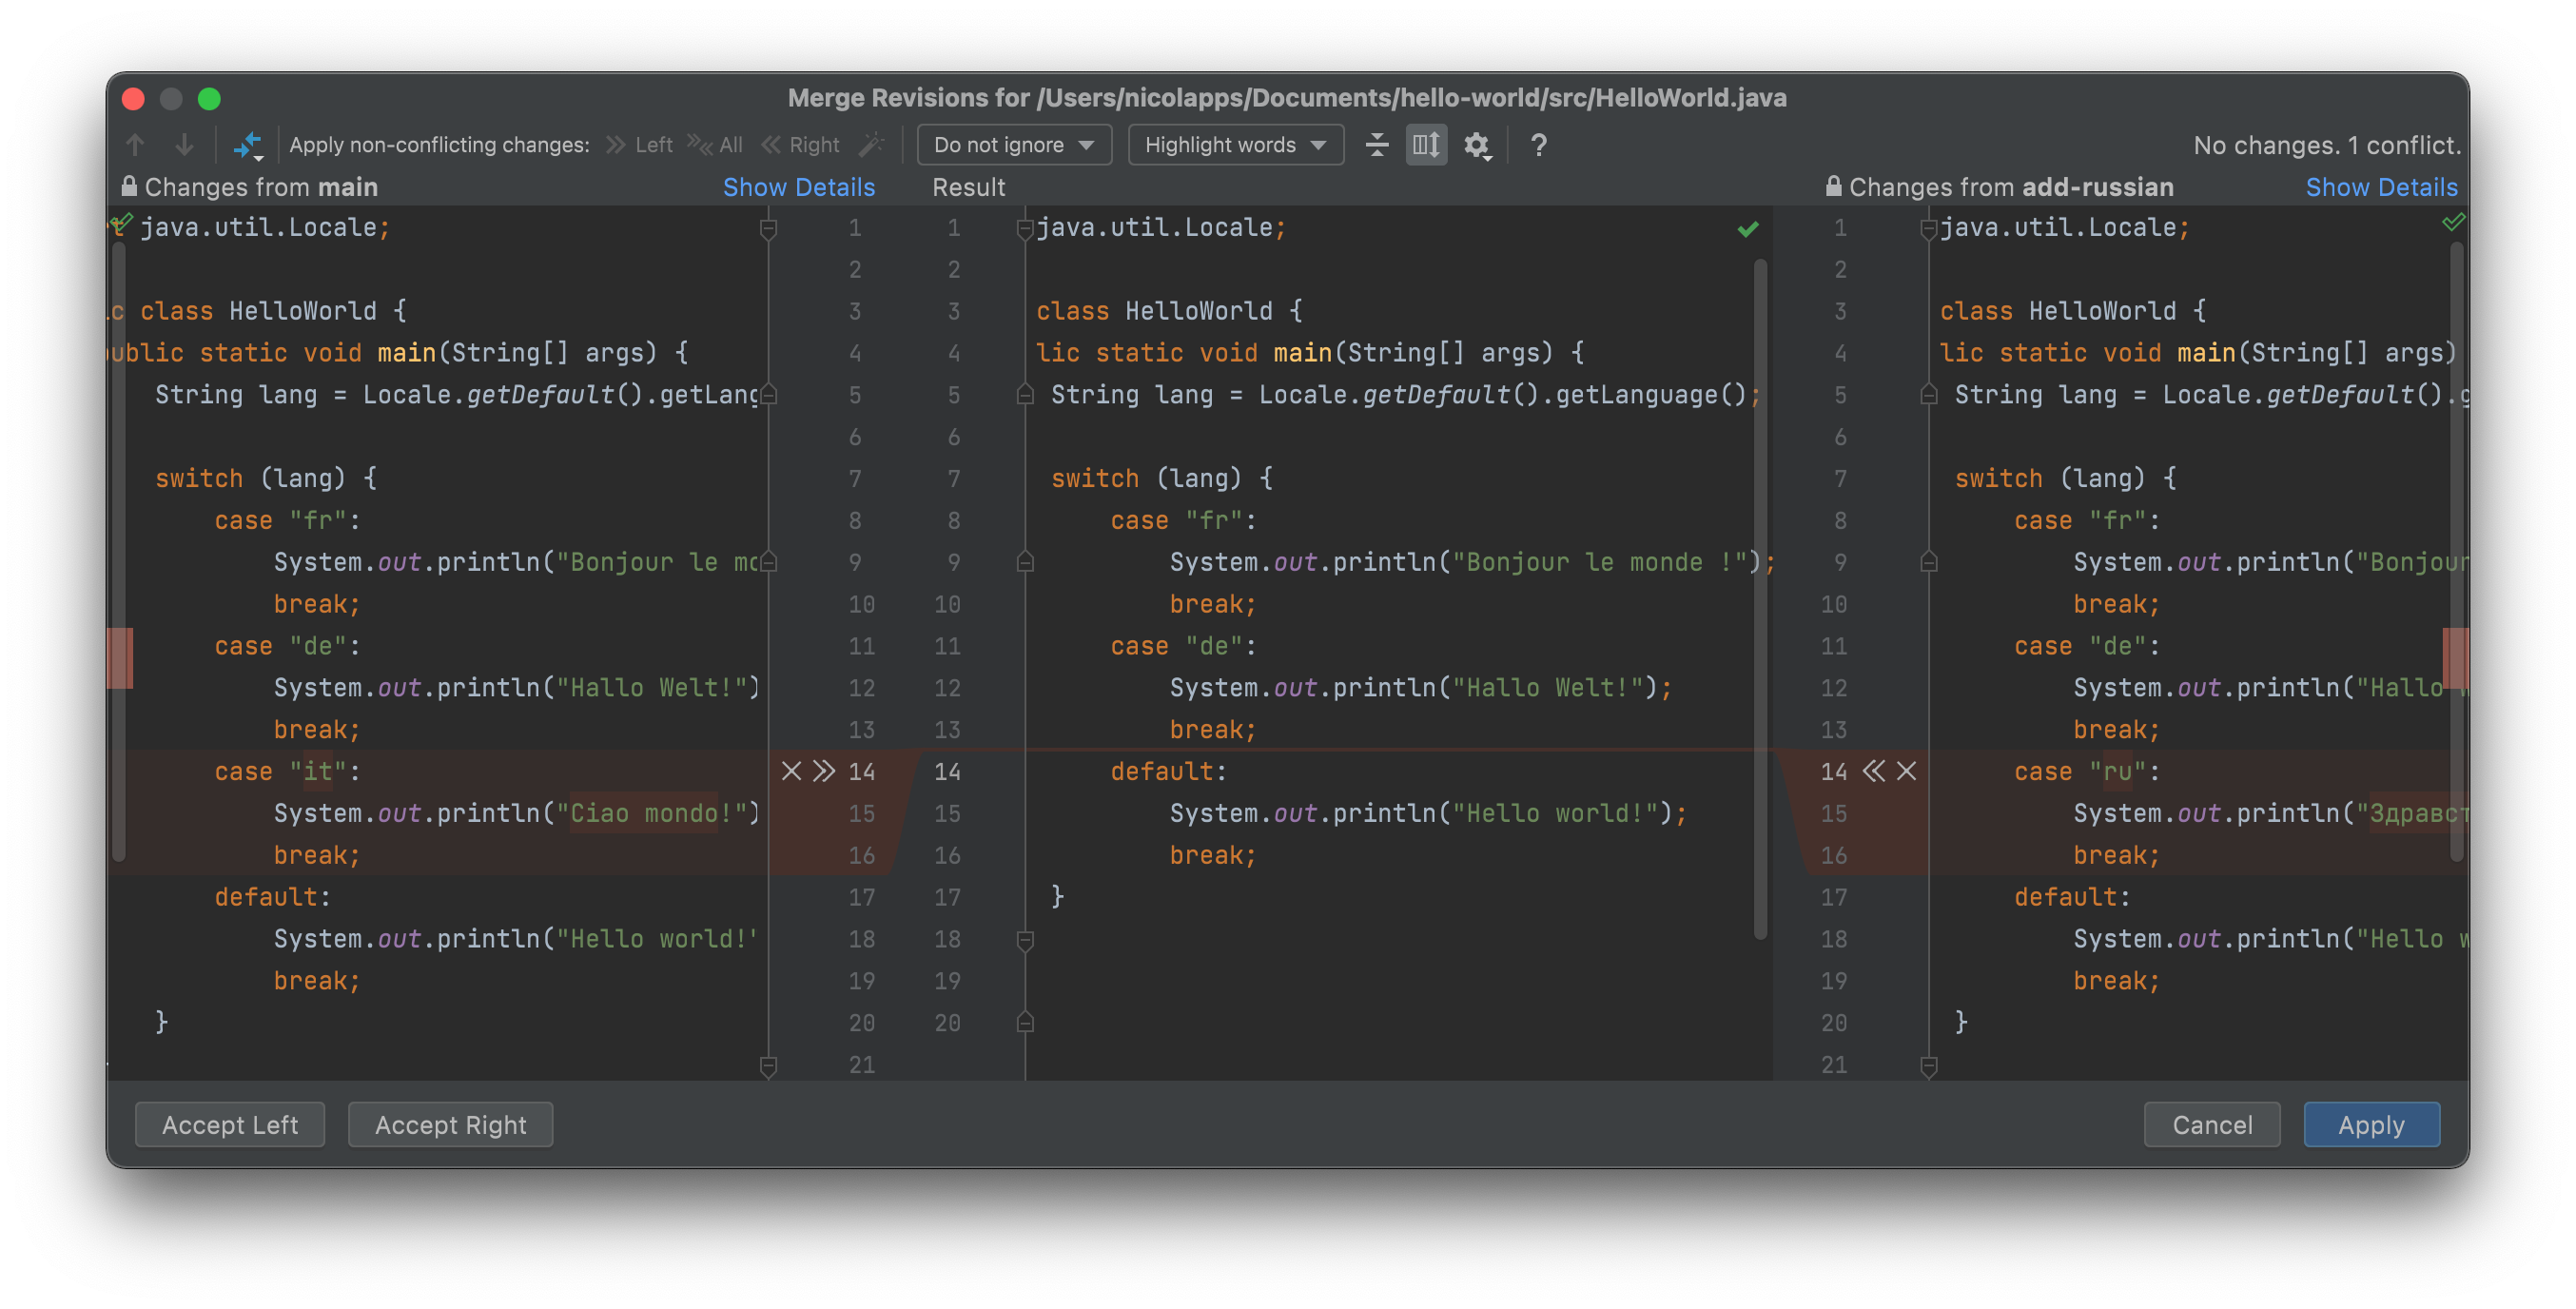 Merge Revisions for /Users/nicolapps/Documents/hello-world/src/HelloWorld.java
Apply non-conflicting changes: Left All Right Do not ignore Highlight words ? No changes. 1 conflict.
Changes from main Show Details
java.util.Locale;
class HelloWorld {
public static void main(String[] args) {
String lang = Locale.getDefault().getLang
switch (lang) {
case "fr":
System.out.println("Bonjour le mo
break;
case "de":
System.out.println("Hallo Welt!")
break;
case "it":
System.out.println("Ciao mondo!")
break;
default:
System.out.println("Hello world!"
break;
}
1
2
3
4
5
6
7
8
9
10
11
12
13
14
15
16
17
18
19
20
21
Result
1
2
3
4
5
6
7
8
9
10
11
12
13
14
15
16
17
18
19
20
java.util.Locale;
class HelloWorld {
lic static void main(String[] args) {
String lang = Locale.getDefault().getLanguage();
switch (lang) {
case "fr":
System.out.println("Bonjour le monde !");
break;
case "de":
System.out.println("Hallo Welt!");
break;
default:
System.out.println("Hello world!");
break;
}
Changes from add-russian Show Details
1
2
3
4
5
6
7
8
9
10
11
12
13
14
15
16
17
18
19
20
21
java.util.Locale;
class HelloWorld {
lic static void main(String[] args)
String lang = Locale.getDefault().g
switch (lang) {
case "fr":
System.out.println("Bonjour
break;
case "de":
System.out.println("Hallo W
break;
case "ru":
System.out.println("Здравст
break;
default:
System.out.println("Hello w
break;
}
Accept Left Accept Right Cancel Apply